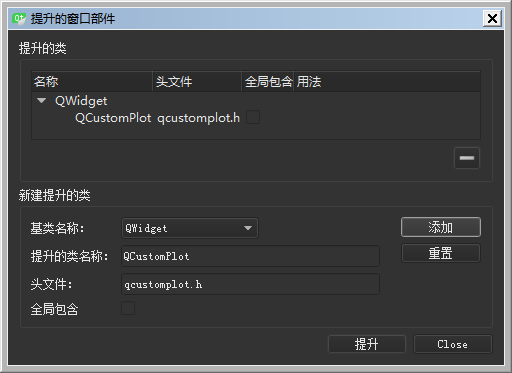 提升的窗口部件
提升的类
名称 头文件 全局包含 用法
QWidget
QCustomPlot qcustomplot.h
新建提升的类
基类名称： QWidget 添加
提升的类名称： QCustomPlot 重置
头文件： qcustomplot.h
全局包含
提升 Close